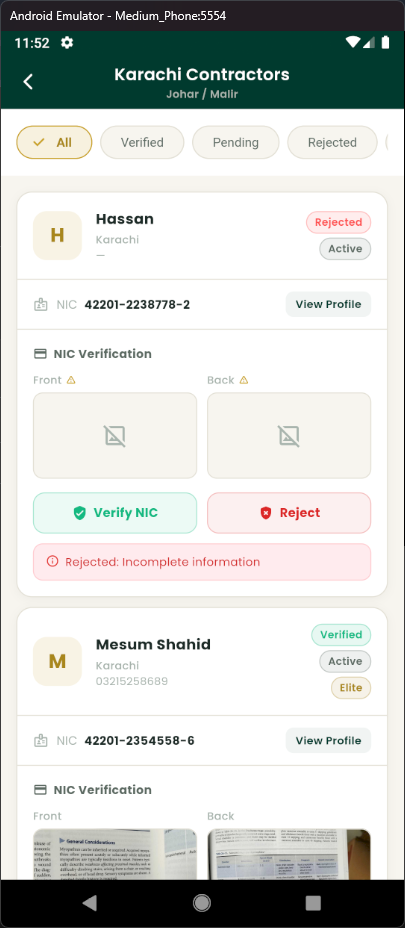 Android Emulator - Medium_Phone:5554
11:52
Karachi Contractors
Johar / Malir
All
Verified
Pending
Rejected
H
Hassan
Karachi
—
Rejected
Active
NIC 42201-2238778-2
View Profile
NIC Verification
Front
Back
Verify NIC
Reject
Rejected: Incomplete information
M
Mesum Shahid
Karachi
03215258689
Verified
Active
Elite
NIC 42201-2354558-6
View Profile
NIC Verification
Front
Back
General Considerations